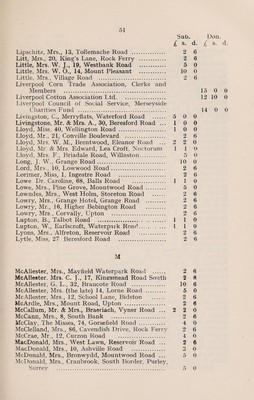 51
Sub. Don.
£ s. d. £ s. d.
Lipschitz, Mrs., 13, Tollemache Road ............ 2 6
Litt, Mrs., 20, King's Lane, Rock Ferry ............ 2 6
Little, Mrs. W. J., 19, Westbank Road ............ 5 0
Little, Mrs. W. O., 14, Mount Pleasant ............ 10 0
Little, Mrs., Village Road ............ 2 6
Liverpool Corn Trade Association, Clerks and
Members ............ 15 0 0
Liverpool Cotton Association Ltd. ............ 12 10 0
Liverpool Council of Social Service, Merseyside
Charities Fund ............ 14 0 0
Livingston, C., Merryflats, Waterford Road ...... 5 0 0
Livingstone, Mr. & Mrs. A., 30, Beresford Road ... 1 0 0
Lloyd, Miss, 40, Wellington Road ............ 1 0 0
Lloyd, Mr., 21, Conville Boulevard ............ 2 6
Lloyd, Mrs. W. M., Brentwood, Eleanor Road ... 2 2 0
Lloyd, Mr. & Mrs. Edward, Lea Croft, Noctorum 1 1 0
Lloyd, Mrs. F., Briadale Road, Williaston ...... 5 0
Long, J. W., Grange Road ............ 10 0
Lord, Mrs., 10, Lowwood Road ............ 2 6
Lorimer, Miss, 1, Ingestre Road ............ 2 6
Lowe Dr. Caroline, 68, Balls Road ............ 1 1 0
Lowe, Mrs., Pine Grove, Mountwood Road ...... 5 0
Lowndes, Mrs., West Holm, Storeton Road ...... 2 6
Lowry, Mrs., Grange Hotel, Grange Road ...... 2 6
Lowry, Mr., 16, Higher Bebington Road ...... 2 6
Lowry, Mrs., Corvally, Upton ............ 2 6
Lupton, B., Talbot Road ............ 1 1 0
Lupton, W., Earlscroft, Waterpark Road ...... 1 1 0
Lyons, Mrs., Alfreton, Reservoir Road ............ 2 6
Lytle, Miss, 27 Beresford Road ............ 2 6
M
McAllester, Mrs., Mayfield Waterpark Road ...... 2 6
McAllester, Mrs. C. J., 17, Kinmead Road South 2 6
McAllester, G. L., 32, Brancote Road ............ 10 6
McAllester, Mrs. (the late) 14, Lorne Road ...... 5 0
McAllester, Mrs., 12, School Lane, Bidston ...... 2 6
McArdle, Mrs., Mount Road, Upton ............ 2 6
McCallum, Mr. & Mrs., Braeriach, Vyner Road ... 2 2 0
McCann, Mrs., 8, South Bank ............ 2 6
McClay, The Misses, 74, Gorsefield Road ...... 4 0
McClelland, Mrs., 86, Cavendish Drive, Rock Ferry 2 6
McCrae, Mr., 12, Curzon Road ............ 4 0
MacDonald, Mrs., West Lawn, Reservoir Road ... 2 6
MacDonald, Mrs., 10, Ashville Road ............ 3 0
McDonald, Mrs., Bronwydd, Mountwood Road ... 5 0
McDonald, Mrs., Cranbrook, South Border, Purley,
Surrey ............ 5 0